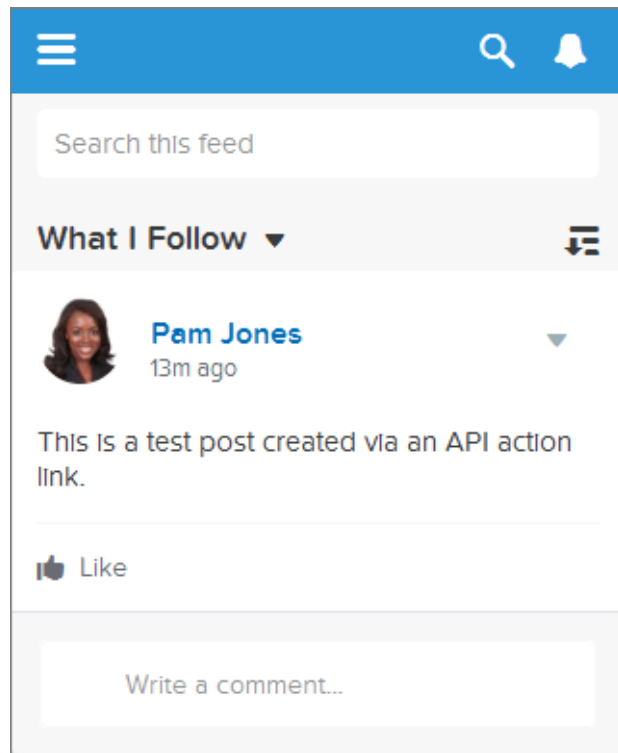 Search this feed
What I Follow
Pam Jones
13m ago
This is a test post created via an API action
link.
Like
Write a comment...